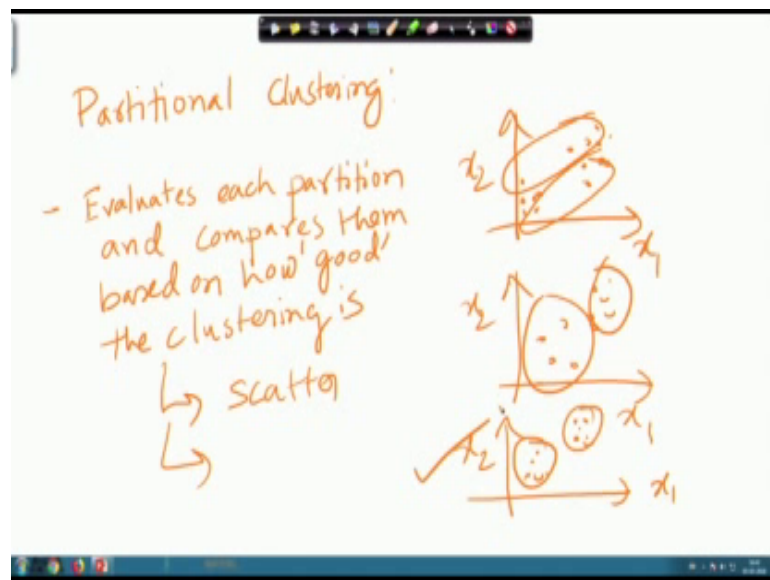 Partitional Clustering:
- Evaluates each partition
and compares them
based on how 'good'
the clustering is
↳ scatter
↳
x2
x1
x2
x1
x2
x1